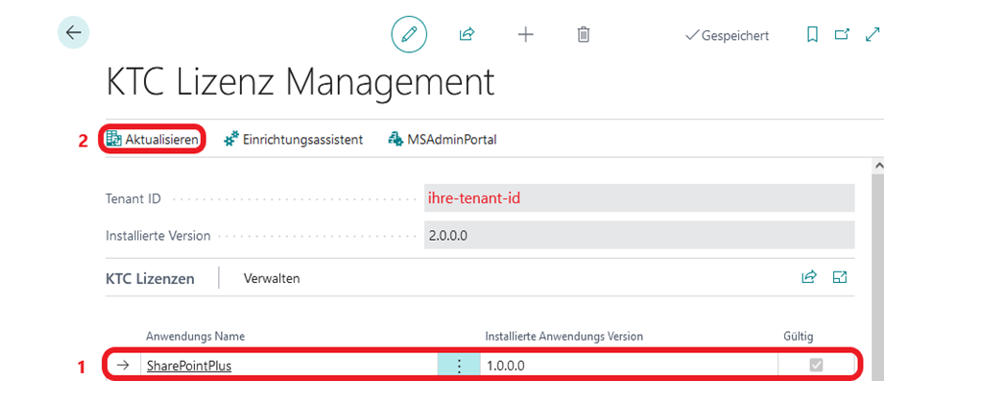 Gespeichert
KTC Lizenz Management
2 Aktualisieren Einrichtungsassistent MSAdminPortal
Tenant ID ihre-tenant-id
Installierte Version 2.0.0.0
KTC Lizenzen Verwalten
Anwendungs Name Installierte Anwendungs Version Gültig
1 SharePointPlus 1.0.0.0